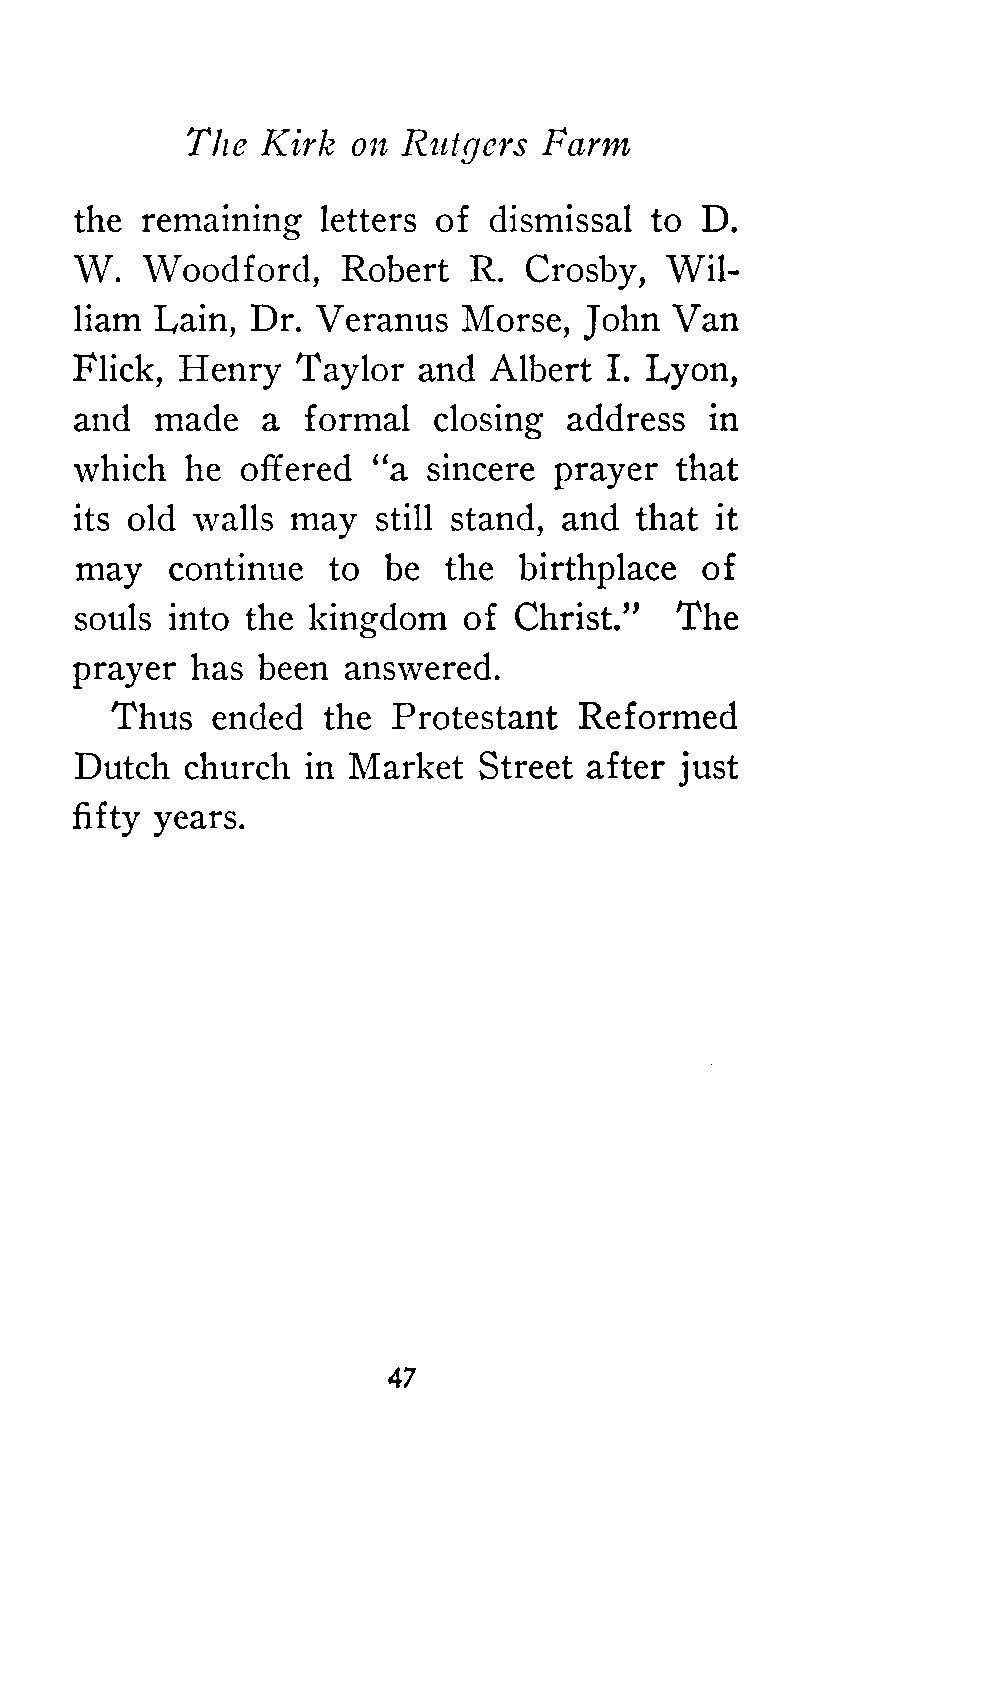 The Kirk on Rutgers Farm
the remaining letters of dismissal to D.
W. Woodford, Robert R. Crosby, Wil-
liam Lain, Dr. Veranus Morse, John Van
Flick, Henry Taylor and Albert I. Lyon,
and made a formal closing address in
which he offered “a sincere prayer that
its old walls may still stand, and that it
may continue to be the birthplace of
souls into the kingdom of Christ.” The
prayer has been answered.
Thus ended the Protestant Reformed
Dutch church in Market Street after just
fifty years.
47